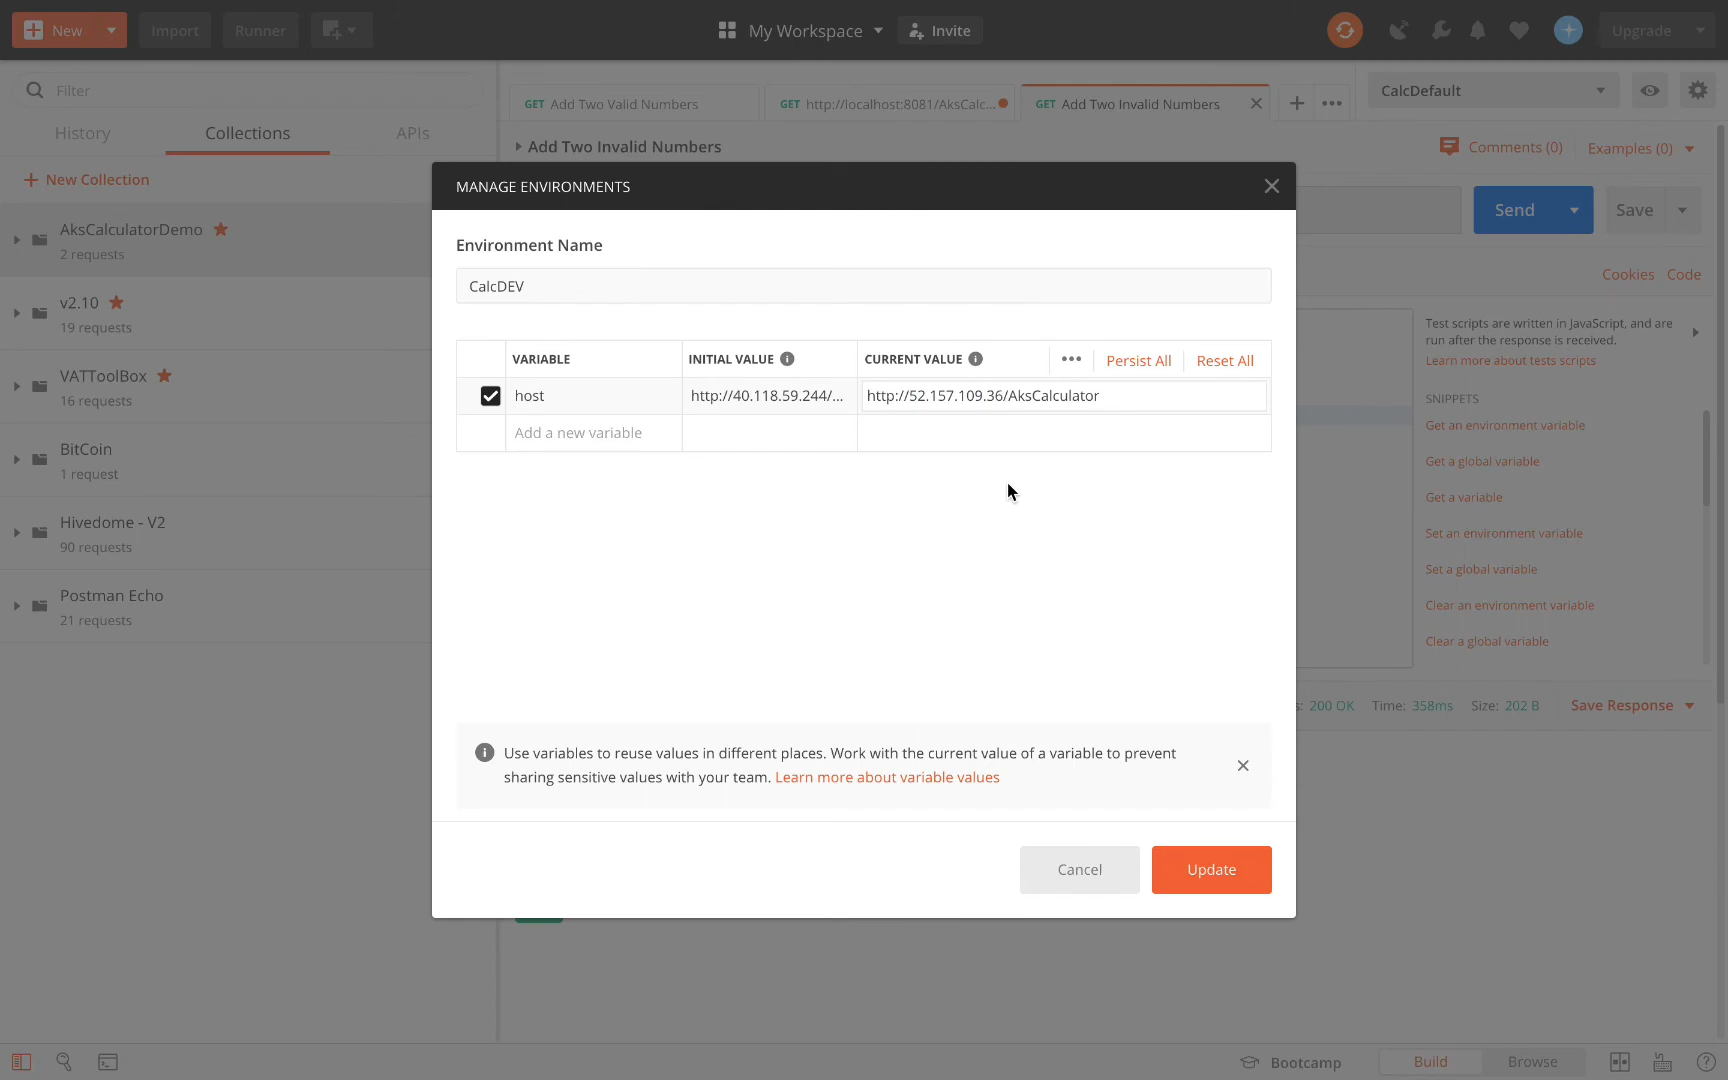 New
Import
Runner
My Workspace
Invite
Upgrade
Filter
History
Collections
APIs
New Collection
AksCalculatorDemo
2 requests
v2.10
19 requests
VATToolBox
16 requests
BitCoin
1 request
Hivedome - V2
90 requests
Postman Echo
21 requests
GET Add Two Valid Numbers
GET http://localhost:8081/AksCalc...
GET Add Two Invalid Numbers
CalcDefault
Add Two Invalid Numbers
Comments (0)
Examples (0)
Send
Save
Cookies
Code
MANAGE ENVIRONMENTS
Environment Name
CalcDEV
VARIABLE
INITIAL VALUE
CURRENT VALUE
Persist All
Reset All
host
http://40.118.59.244/...
http://52.157.109.36/AksCalculator
Add a new variable
Use variables to reuse values in different places. Work with the current value of a variable to prevent
sharing sensitive values with your team. Learn more about variable values
Cancel
Update
Test scripts are written in JavaScript, and are
run after the response is received.
Learn more about tests scripts
SNIPPETS
Get an environment variable
Get a global variable
Get a variable
Set an environment variable
Set a global variable
Clear an environment variable
Clear a global variable
s: 200 OK
Time: 358ms
Size: 202 B
Save Response
Bootcamp
Build
Browse